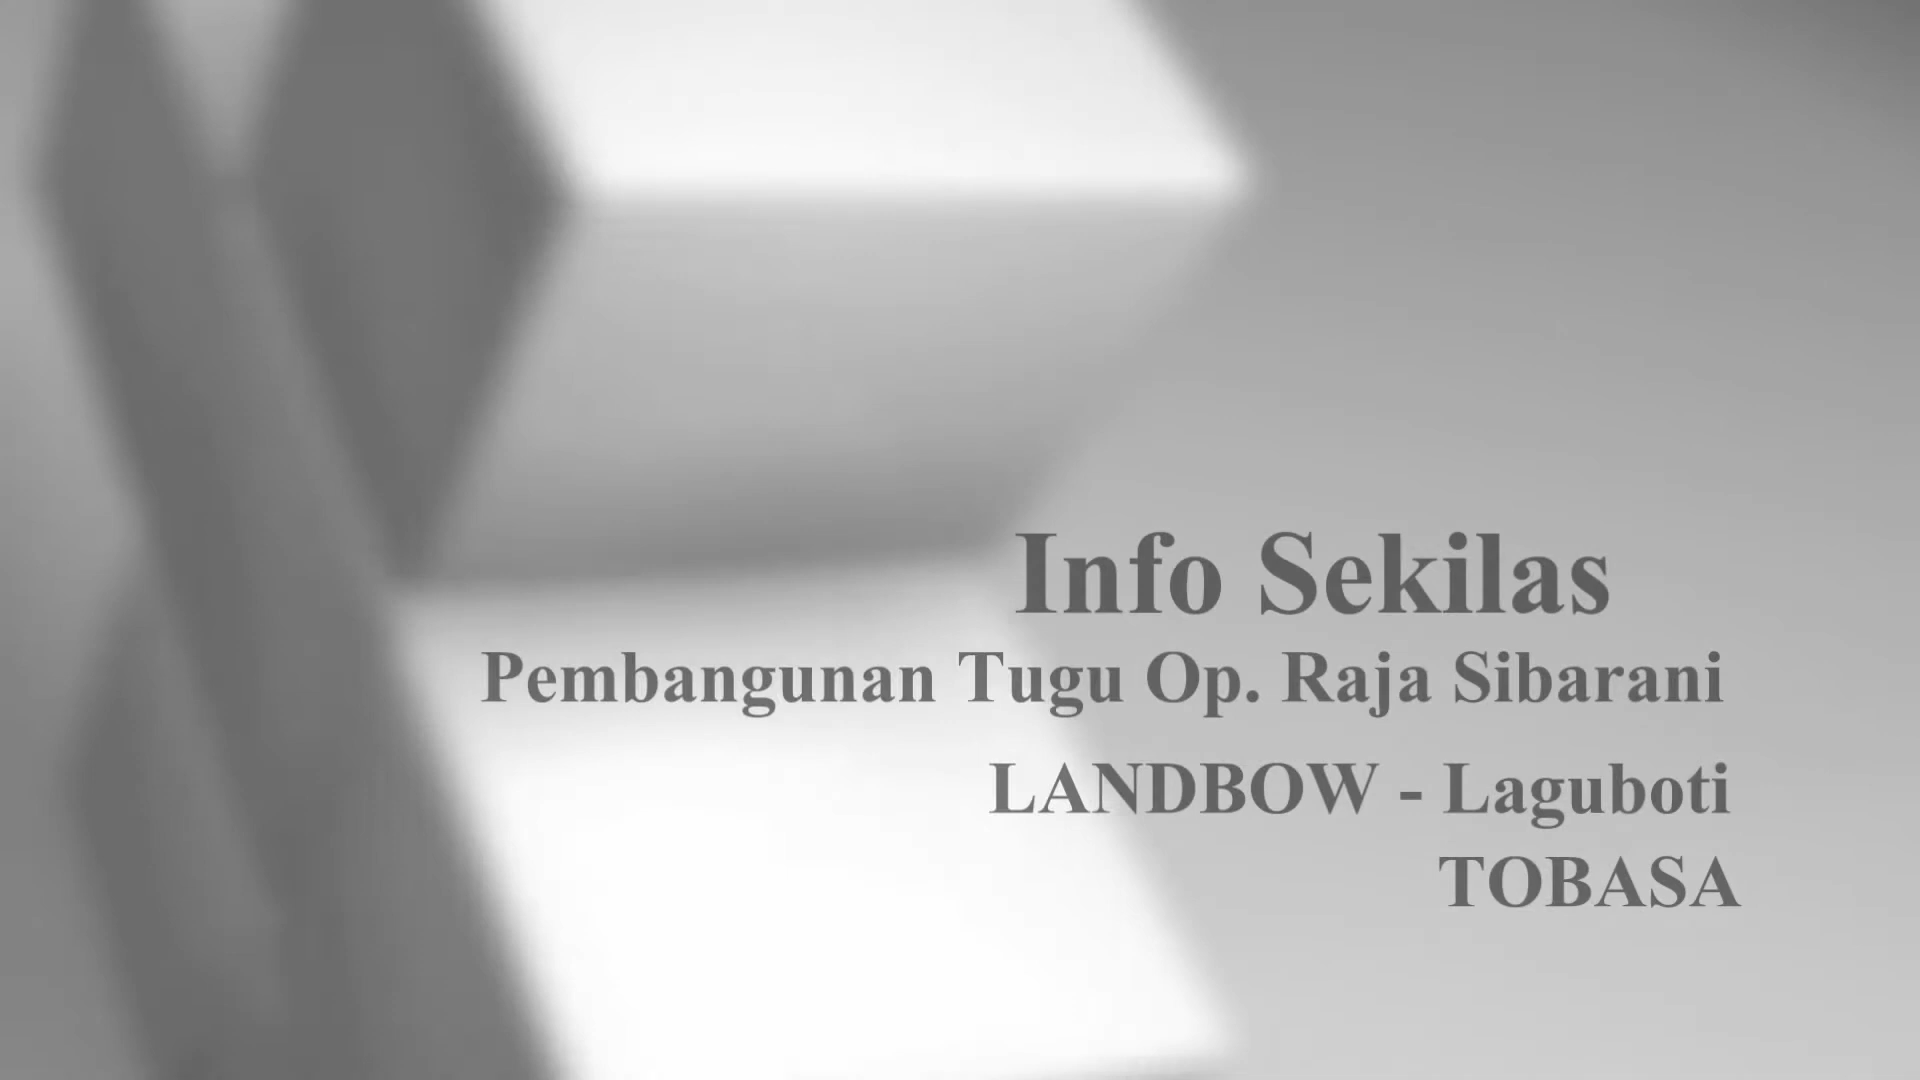 Info Sekilas
Pembangunan Tugu Op. Raja Sibarani
LANDBOW - Laguboti
TOBASA